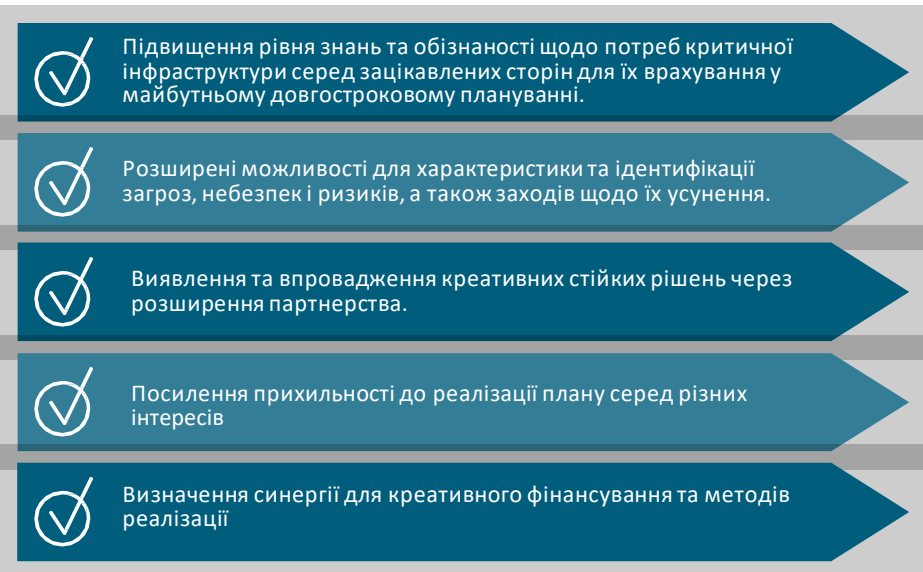 Підвищення рівня знань та обізнаності щодо потреб критичної
інфраструктури серед зацікавлених сторін для їх врахування у
майбутньому довгостроковому плануванні.
Розширені можливості для характеристики та ідентифікації
загроз, небезпек і ризиків, а також заходів щодо їх усунення.
Виявлення та впровадження креативних стійких рішень через
розширення партнерства.
Посилення прихильності до реалізації плану серед різних
інтересів
Визначення синергії для креативного фінансування та методів
реалізації